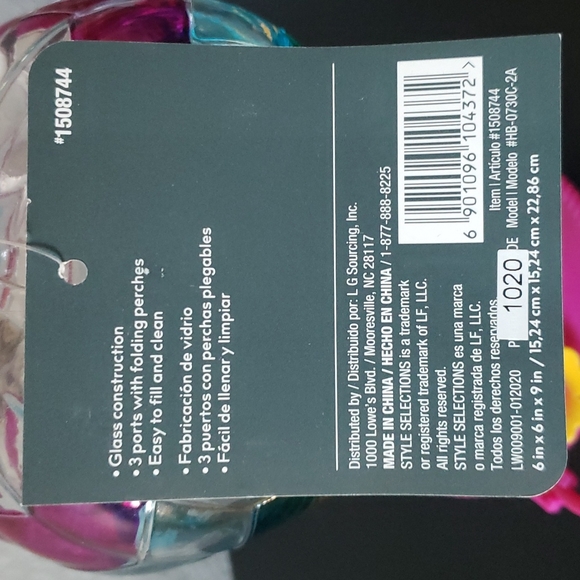 #1508744
• Glass construction
• 3 ports with folding perches
• Easy to fill and clean
• Fabricación de vidrio
• 3 puertos con perchas plegables
• Fácil de llenar y limpiar
Distributed by / Distribuido por: L G Sourcing, Inc.
1000 Lowe's Blvd. / Mooresville, NC 28117
MADE IN CHINA / HECHO EN CHINA / 1-877-888-8225
STYLE SELECTIONS is a trademark
or registered trademark of LF, LLC.
All rights reserved.
STYLE SELECTIONS es una marca
o marca registrada de LF, LLC.
Todos los derechos reservados.
LW009001-012020
6 in x 6 in x 9 in / 15,24 cm x 15,24 cm x 22,86 cm
1020
6 901096 104372 >
Item | Artículo #1508744
Model | Modelo #HB-0730C-2A